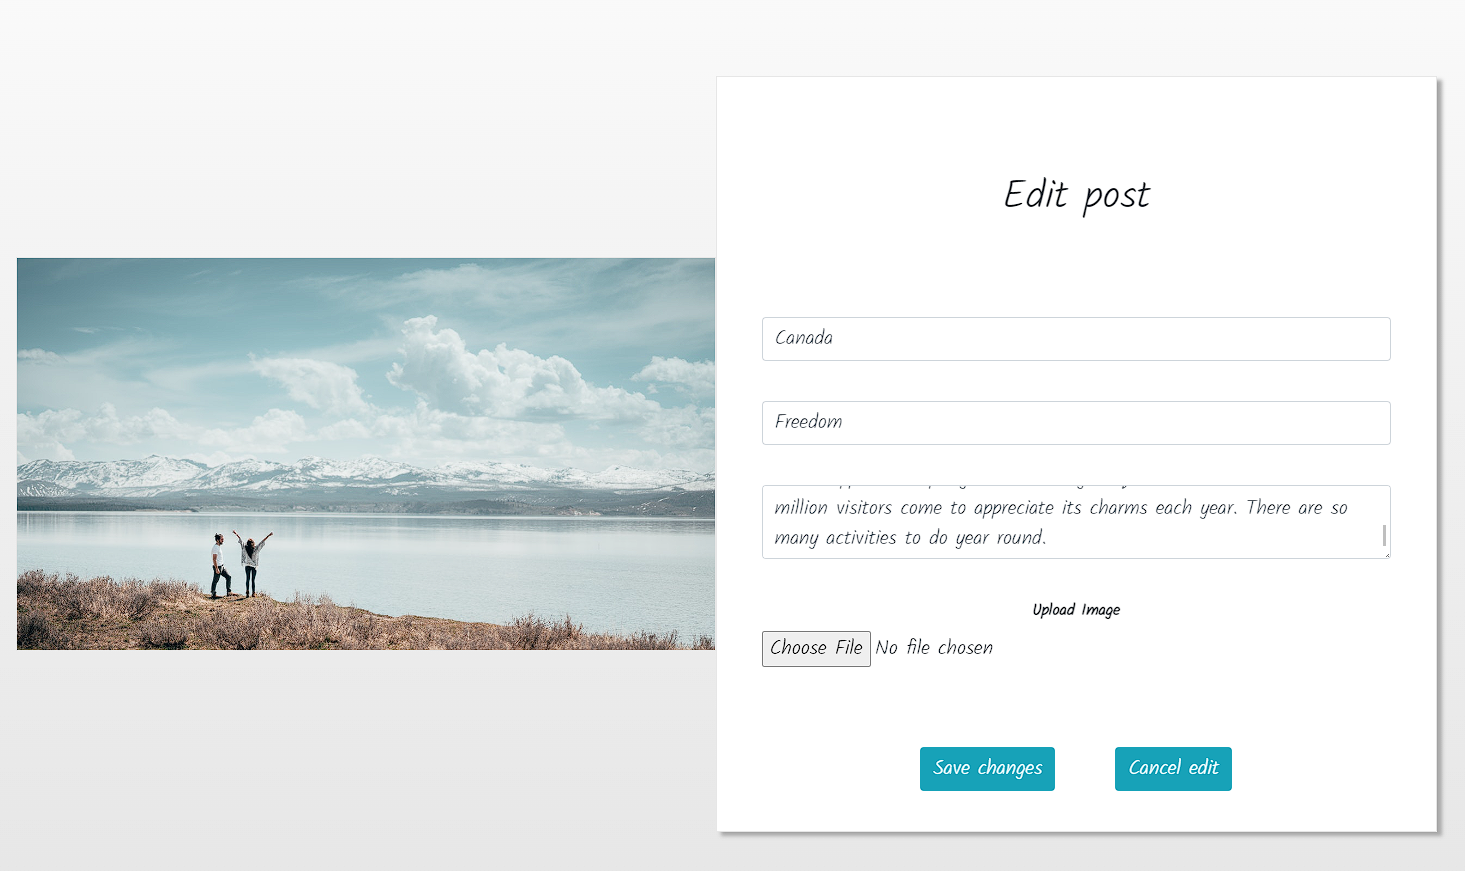 Edit post
Canada
Freedom
million visitors come to appreciate its charms each year. There are so
many activities to do year round.
Upload Image
Choose File No file chosen
Save changes
Cancel edit